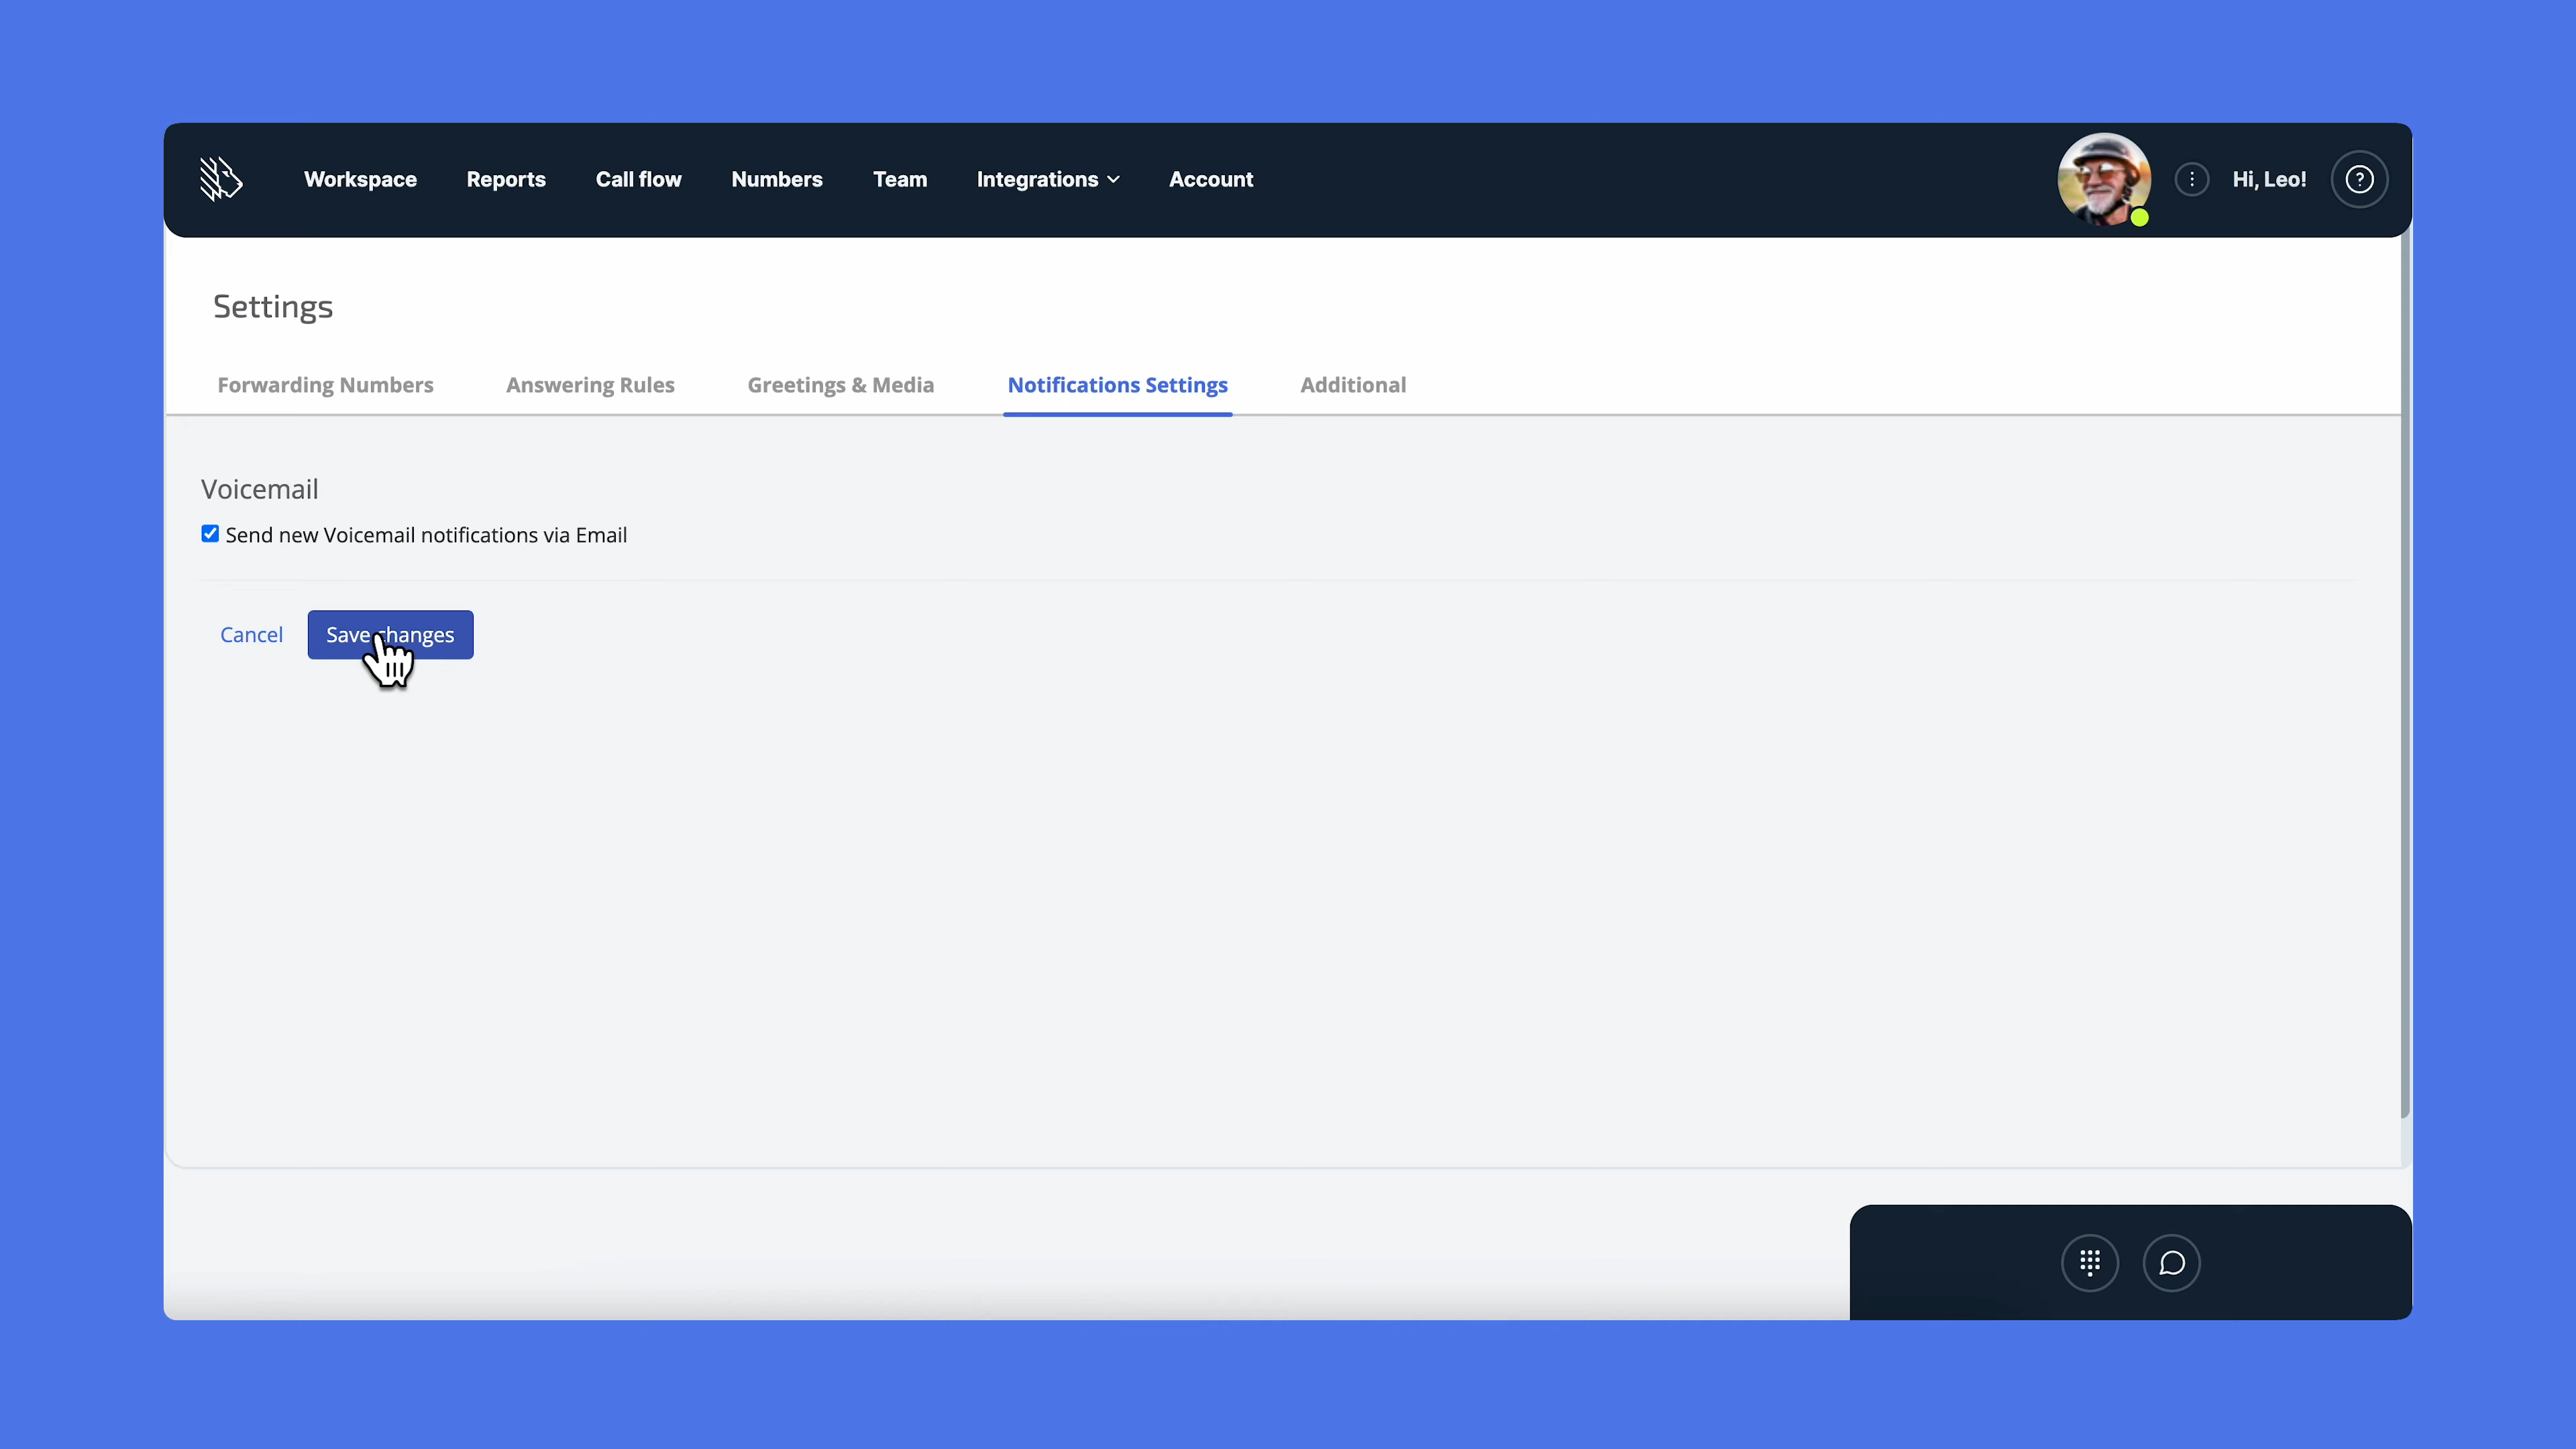 Workspace Reports Call flow Numbers Team Integrations Account Hi, Leo! ?
Settings
Forwarding Numbers Answering Rules Greetings & Media Notifications Settings Additional
Voicemail
Send new Voicemail notifications via Email
Cancel Save changes